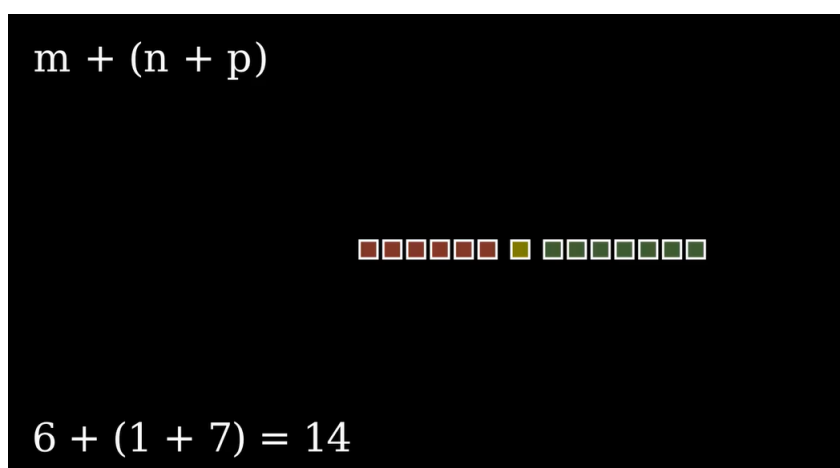 m + (n + p)
6 + (1 + 7) = 14